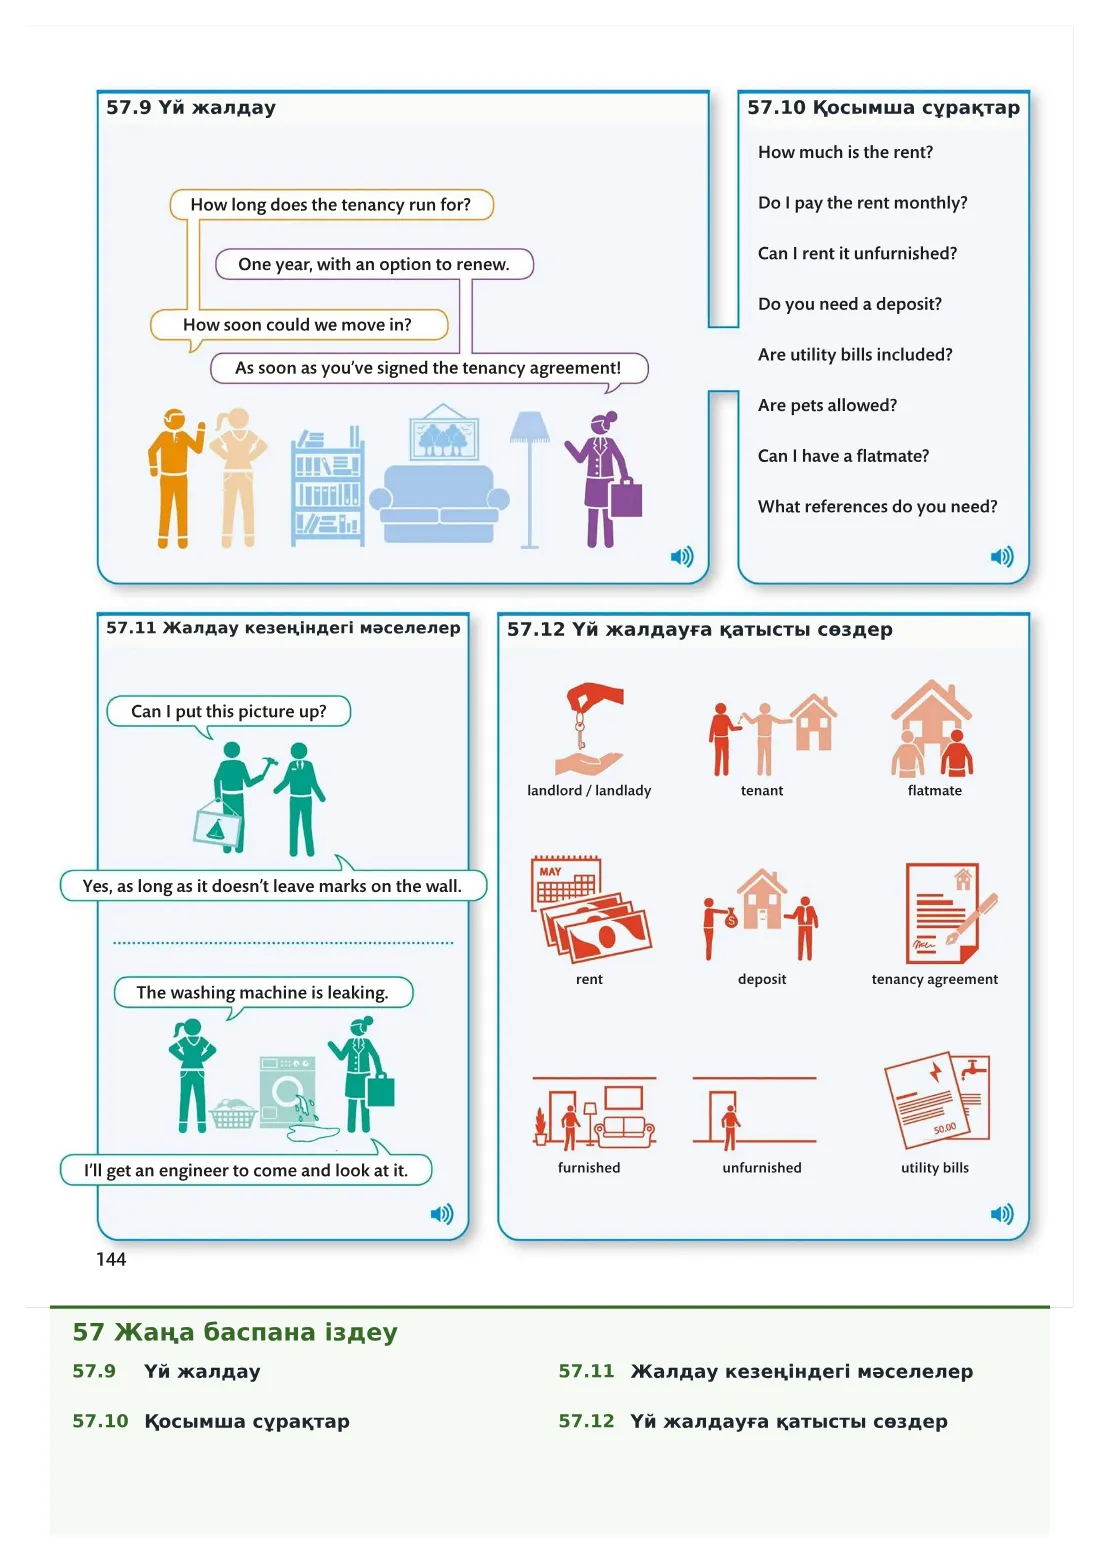 57.9 Үй жалдау
How long does the tenancy run for?
One year, with an option to renew.
How soon could we move in?
As soon as you’ve signed the tenancy agreement!
57.10 Қосымша сұрақтар
How much is the rent?
Do I pay the rent monthly?
Can I rent it unfurnished?
Do you need a deposit?
Are utility bills included?
Are pets allowed?
Can I have a flatmate?
What references do you need?
57.11 Жалдау кезеңіндегі мәселелер
Can I put this picture up?
Yes, as long as it doesn’t leave marks on the wall.
The washing machine is leaking.
I’ll get an engineer to come and look at it.
57.12 Үй жалдауға қатысты сөздер
landlord / landlady
tenant
flatmate
MAY
rent
$
deposit
tenancy agreement
furnished
unfurnished
50.00
utility bills
144
57 Жаңа баспана іздеу
57.9 Үй жалдау
57.10 Қосымша сұрақтар
57.11 Жалдау кезеңіндегі мәселелер
57.12 Үй жалдауға қатысты сөздер